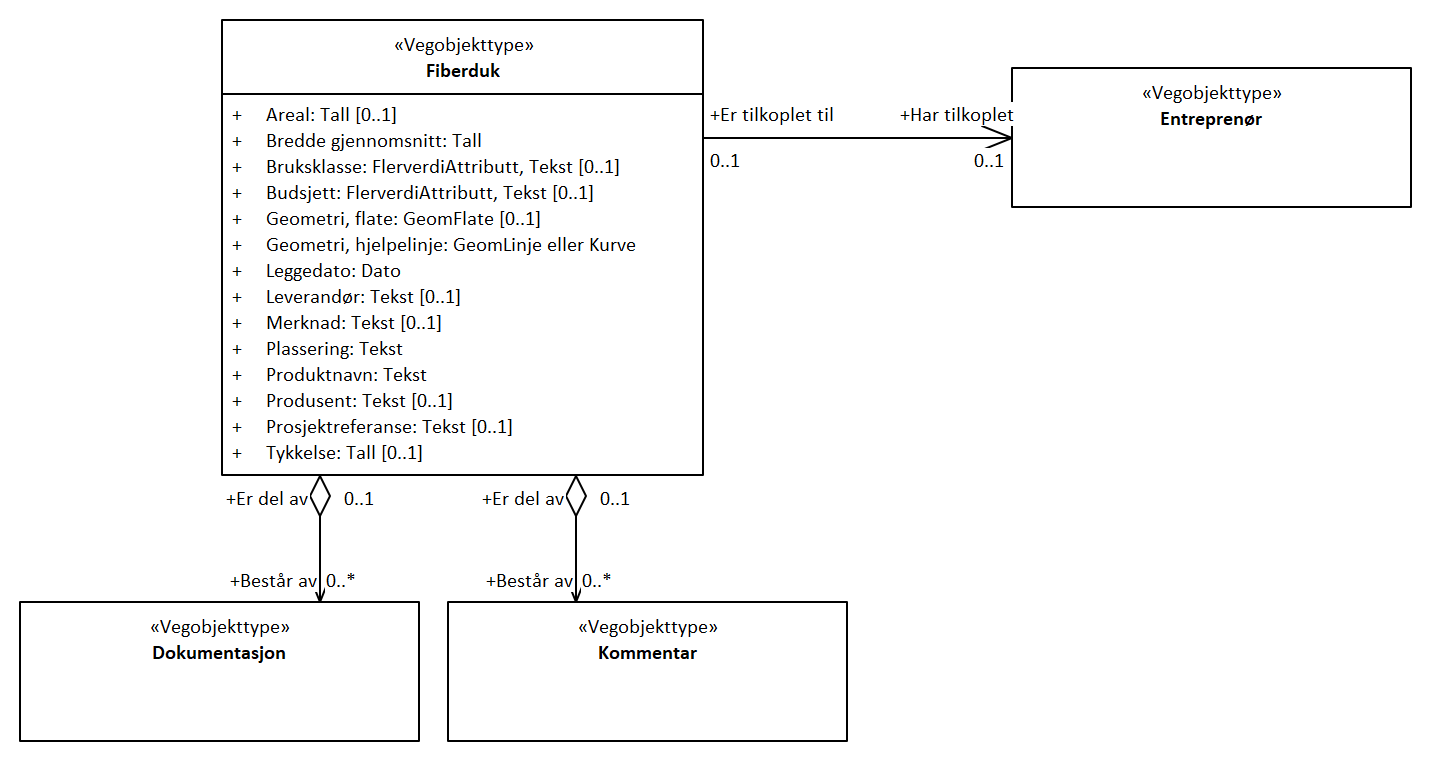 «Vegobjekttype»
Fiberduk
+ Areal: Tall [0..1]
+ Bredde gjennomsnitt: Tall
+ Bruksklasse: FlerverdiAttributt, Tekst [0..1]
+ Budsjett: FlerverdiAttributt, Tekst [0..1]
+ Geometri, flate: GeomFlate [0..1]
+ Geometri, hjelpelinje: GeomLinje eller Kurve
+ Leggedato: Dato
+ Leverandør: Tekst [0..1]
+ Merknad: Tekst [0..1]
+ Plassering: Tekst
+ Produktnavn: Tekst
+ Produsent: Tekst [0..1]
+ Prosjektreferanse: Tekst [0..1]
+ Tykkelse: Tall [0..1]
+Er tilkoplet til +Har tilkoplet
0..1 0..1
«Vegobjekttype»
Entreprenør
+Er del av 0..1
+Er del av 0..1
+Består av 0..*
+Består av 0..*
«Vegobjekttype»
Dokumentasjon
«Vegobjekttype»
Kommentar